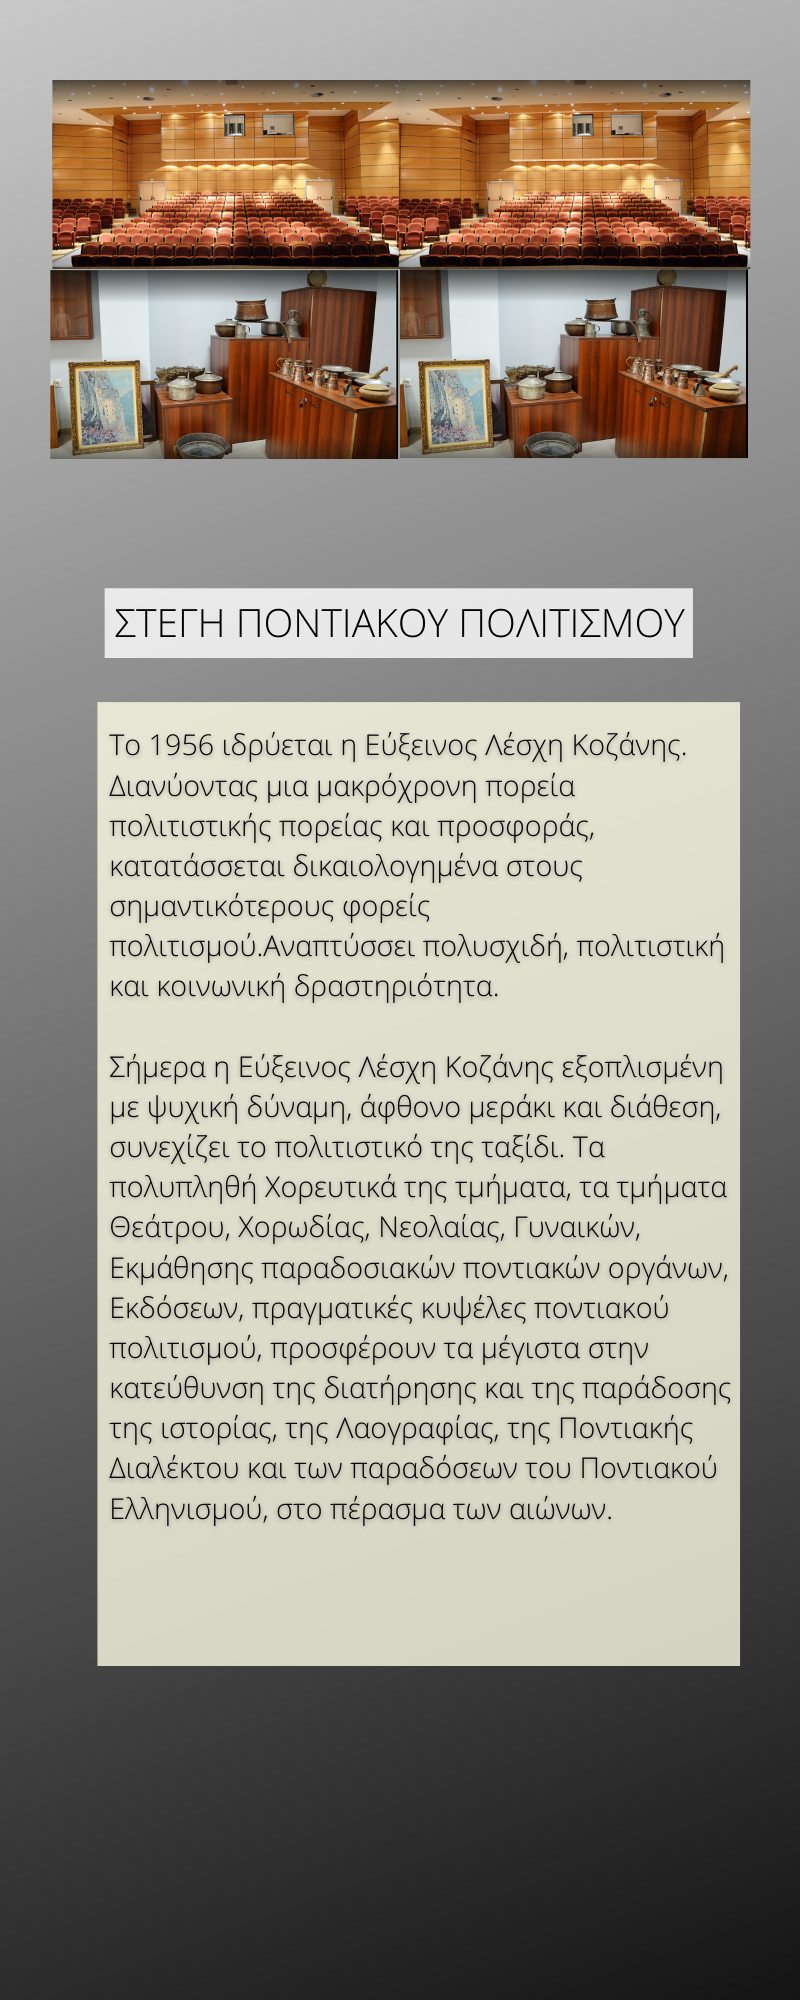 ΣΤΕΓΗ ΠΟΝΤΙΑΚΟΥ ΠΟΛΙΤΙΣΜΟΥ
Το 1956 ιδρύεται η Εύξεινος Λέσχη Κοζάνης.
Διανύοντας μια μακρόχρονη πορεία
πολιτιστικής πορείας και προσφοράς,
κατατάσσεται δικαιολογημένα στους
σημαντικότερους φορείς
πολιτισμού.Αναπτύσσει πολυσχιδή, πολιτιστική
και κοινωνική δραστηριότητα.
Σήμερα η Εύξεινος Λέσχη Κοζάνης εξοπλισμένη
με ψυχική δύναμη, άφθονο μεράκι και διάθεση,
συνεχίζει το πολιτιστικό της ταξίδι. Τα
πολυπληθή Χορευτικά της τμήματα, τα τμήματα
Θεάτρου, Χορωδίας, Νεολαίας, Γυναικών,
Εκμάθησης παραδοσιακών ποντιακών οργάνων,
Εκδόσεων, πραγματικές κυψέλες ποντιακού
πολιτισμού, προσφέρουν τα μέγιστα στην
κατεύθυνση της διατήρησης και της παράδοσης
της ιστορίας, της Λαογραφίας, της Ποντιακής
Διαλέκτου και των παραδόσεων του Ποντιακού
Ελληνισμού, στο πέρασμα των αιώνων.